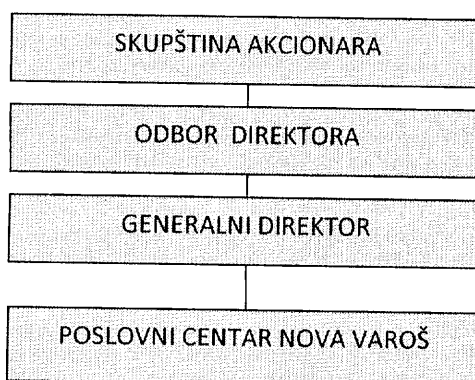 SKUPŠTINA AKCIONARA
ODBOR DIREKTORA
GENERALNI DIREKTOR
POSLOVNI CENTAR NOVA VAROŠ